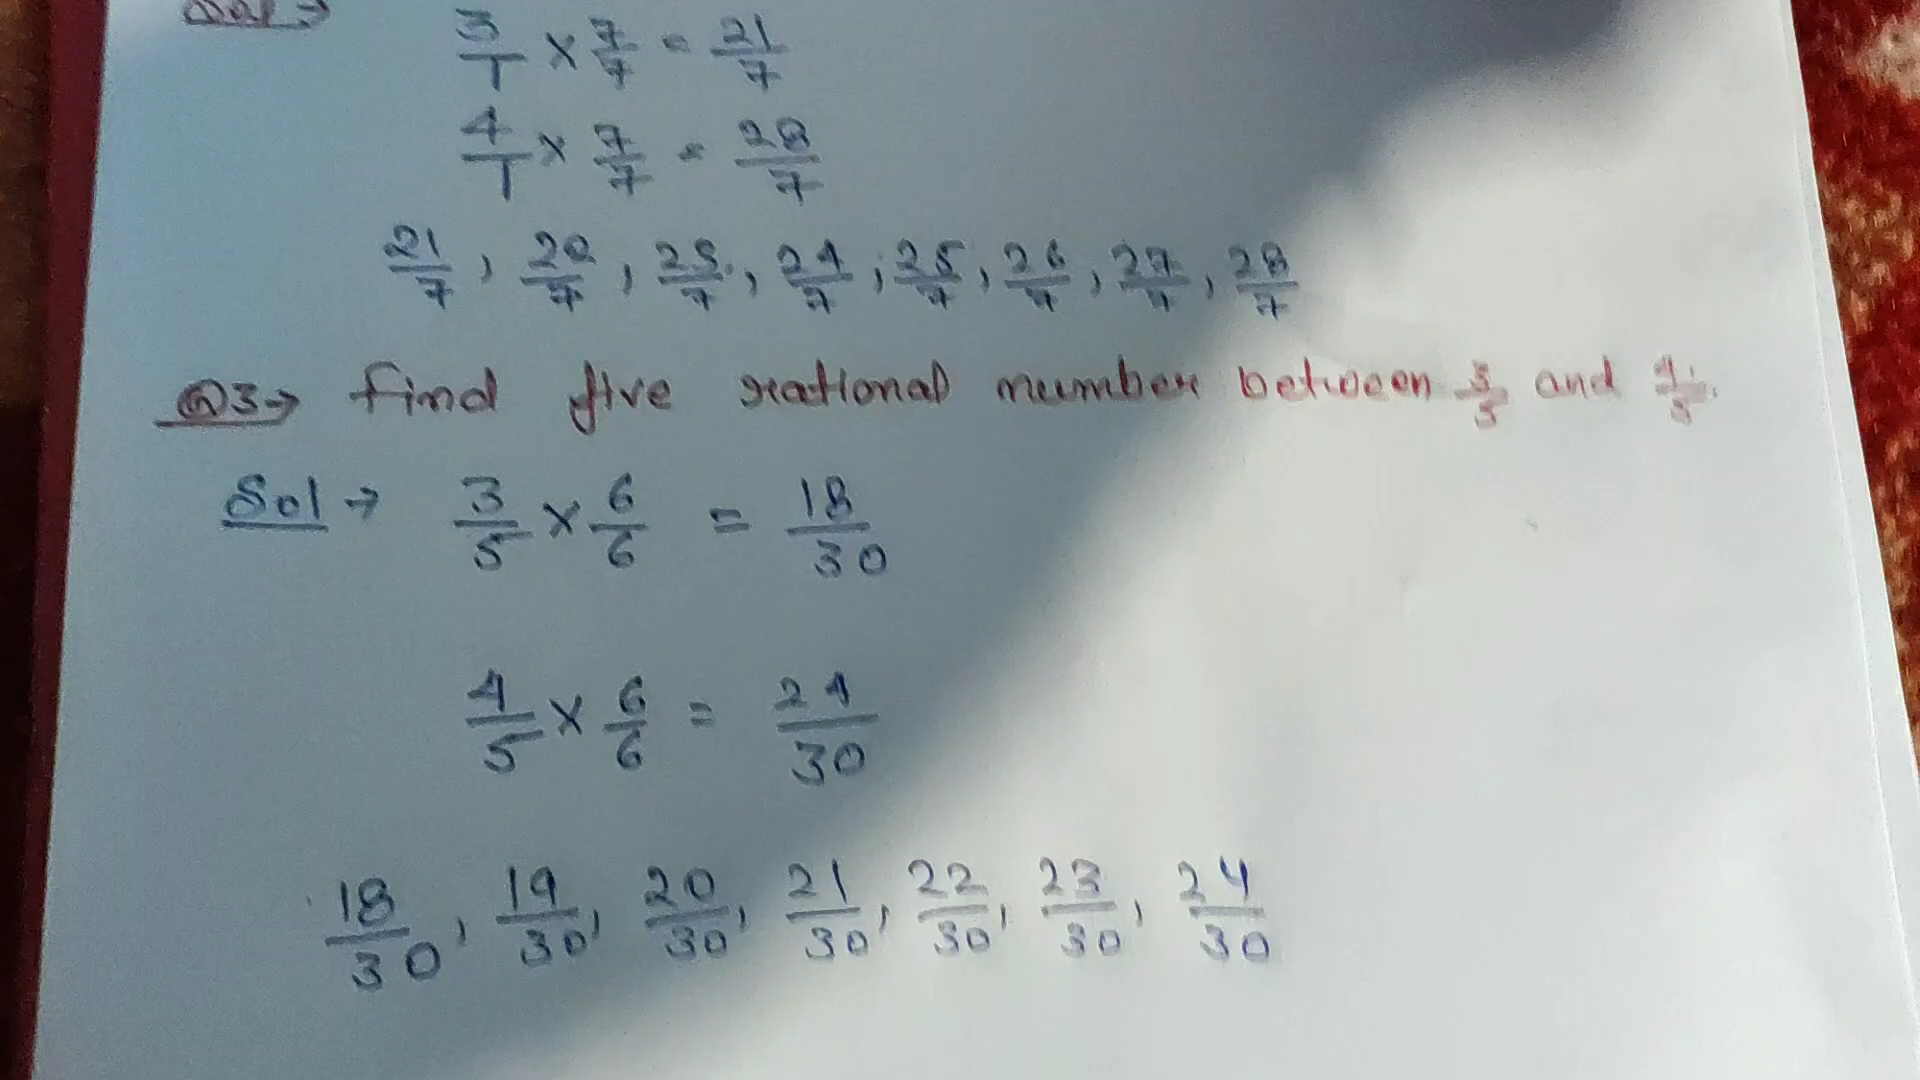 Sol →
3/1 × 7/7 = 21/7
4/1 × 7/7 = 28/7
21/7, 22/7, 23/7, 24/7, 25/7, 26/7, 27/7, 28/7
Q3→ find five rational number between 3/5 and 4/5.
Sol → 3/5 × 6/6 = 18/30
4/5 × 6/6 = 24/30
18/30, 19/30, 20/30, 21/30, 22/30, 23/30, 24/30